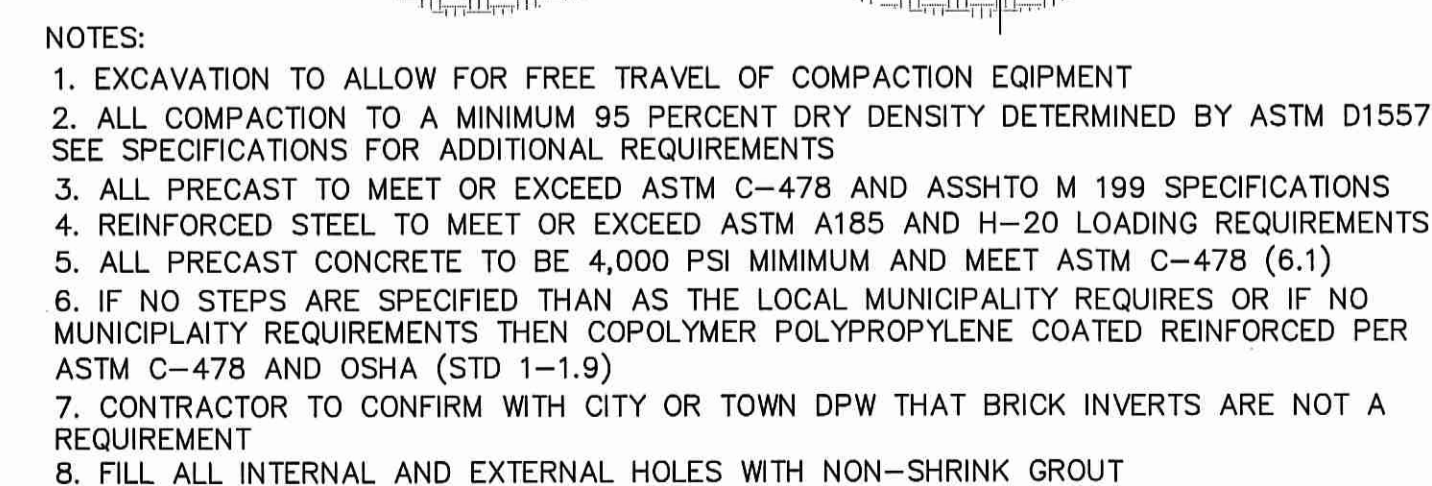 NOTES:
1. EXCAVATION TO ALLOW FOR FREE TRAVEL OF COMPACTION EQIPMENT
2. ALL COMPACTION TO A MINIMUM 95 PERCENT DRY DENSITY DETERMINED BY ASTM D1557
SEE SPECIFICATIONS FOR ADDITIONAL REQUIREMENTS
3. ALL PRECAST TO MEET OR EXCEED ASTM C-478 AND ASSHTO M 199 SPECIFICATIONS
4. REINFORCED STEEL TO MEET OR EXCEED ASTM A185 AND H-20 LOADING REQUIREMENTS
5. ALL PRECAST CONCRETE TO BE 4,000 PSI MIMIMUM AND MEET ASTM C-478 (6.1)
6. IF NO STEPS ARE SPECIFIED THAN AS THE LOCAL MUNICIPALITY REQUIRES OR IF NO
MUNICIPLAITY REQUIREMENTS THEN COPOLYMER POLYPROPYLENE COATED REINFORCED PER
ASTM C-478 AND OSHA (STD 1-1.9)
7. CONTRACTOR TO CONFIRM WITH CITY OR TOWN DPW THAT BRICK INVERTS ARE NOT A
REQUIREMENT
8. FILL ALL INTERNAL AND EXTERNAL HOLES WITH NON-SHRINK GROUT